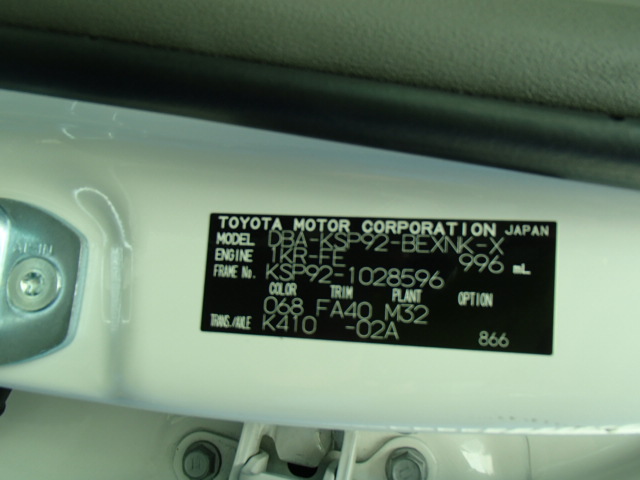 TOYOTA MOTOR CORPORATION JAPAN
MODEL DBA-KSP92-BEXNK-X
ENGINE 1KR-FE 996 mL
FRAME No. KSP92-1028596
COLOR TRIM PLANT OPTION
068 FA40 M32
TRANS./AXLE K410 -02A
866